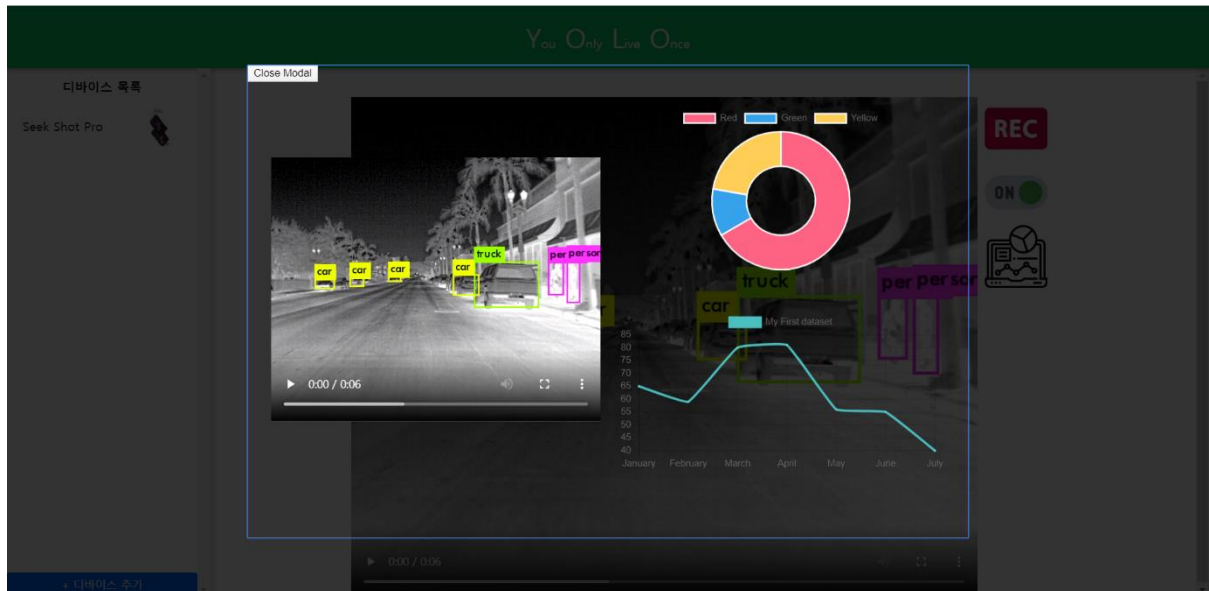 You Only Live Once
Close Modal
디바이스 목록
Seek Shot Pro
REC
ON
Red Green Yellow
car car car car truck per person
0:00 / 0:06
car truck per person
My First dataset
85
80
75
70
65
60
55
50
45
40
January February March April May June July
0:00 / 0:06
+ 디바이스 추가